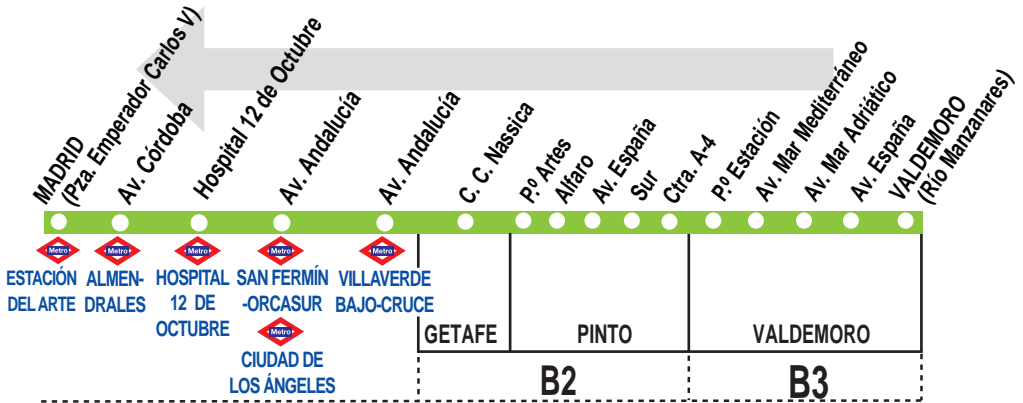 MADRID
(Pza. Emperador Carlos V)
Av. Córdoba
Hospital 12 de Octubre
Av. Andalucía
Av. Andalucía
C. C. Nassica
P.º Artes
Alfaro
Av. España
Sur
Ctra. A-4
P.º Estación
Av. Mar Mediterráneo
Av. Mar Adriático
Av. España
VALDEMORO
(Río Manzanares)
Metro
ESTACIÓN
DEL ARTE
Metro
ALMEN-
DRALES
Metro
HOSPITAL
12 DE
OCTUBRE
Metro
SAN FERMÍN
-ORCASUR
Metro
CIUDAD DE
LOS ÁNGELES
Metro
VILLAVERDE
BAJO-CRUCE
GETAFE
PINTO
VALDEMORO
B2
B3